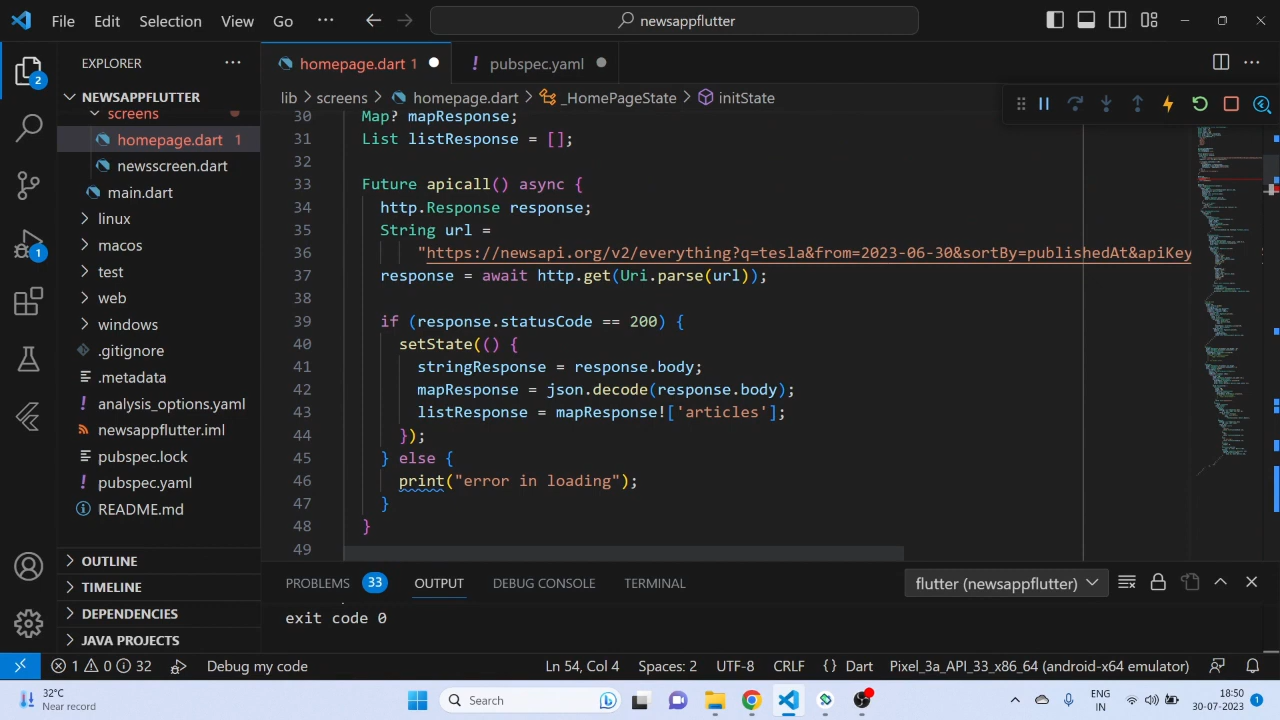 File Edit Selection View Go ··· newsappflutter
EXPLORER ···
2
NEWSAPPFLUTTER
screens
homepage.dart 1
newsscreen.dart
main.dart
linux
macos
test
web
windows
.gitignore
.metadata
analysis_options.yaml
newsappflutter.iml
pubspec.lock
pubspec.yaml
README.md
OUTLINE
TIMELINE
DEPENDENCIES
JAVA PROJECTS
1
homepage.dart 1 pubspec.yaml
lib > screens > homepage.dart > _HomePageState > initState
30 Map? mapResponse;
31 List listResponse = [];
32
33 Future apicall() async {
34 http.Response response;
35 String url =
36 "https://newsapi.org/v2/everything?q=tesla&from=2023-06-30&sortBy=publishedAt&apiKey
37 response = await http.get(Uri.parse(url));
38
39 if (response.statusCode == 200) {
40 setState(() {
41 stringResponse = response.body;
42 mapResponse = json.decode(response.body);
43 listResponse = mapResponse!['articles'];
44 });
45 } else {
46 print("error in loading");
47 }
48 }
49
PROBLEMS 33 OUTPUT DEBUG CONSOLE TERMINAL flutter (newsappflutter)
exit code 0
1 0 32 Debug my code Ln 54, Col 4 Spaces: 2 UTF-8 CRLF {} Dart Pixel_3a_API_33_x86_64 (android-x64 emulator)
32°C
Near record
Search
ENG
IN
18:50
30-07-2023
1